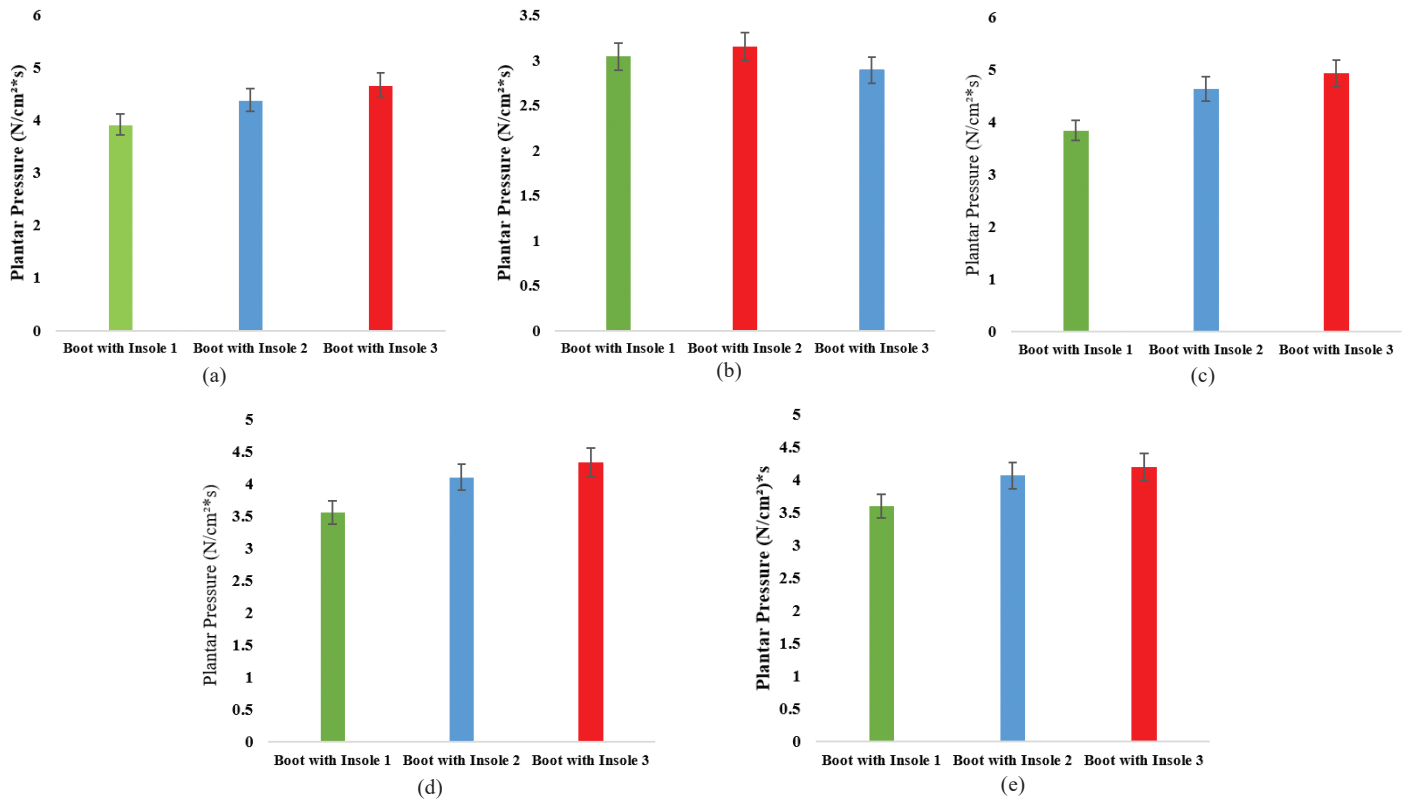 Plantar Pressure (N/cm²*s)
6
5
4
3
2
1
0
Boot with Insole 1 Boot with Insole 2 Boot with Insole 3
(a)
Plantar Pressure (N/cm²*s)
3.5
3
2.5
2
1.5
1
0.5
0
Boot with Insole 1 Boot with Insole 2 Boot with Insole 3
(b)
Plantar Pressure (N/cm²*s)
6
5
4
3
2
1
0
Boot with Insole 1 Boot with Insole 2 Boot with Insole 3
(c)
Plantar Pressure (N/cm²*s)
5
4.5
4
3.5
3
2.5
2
1.5
1
0.5
0
Boot with Insole 1 Boot with Insole 2 Boot with Insole 3
(d)
Plantar Pressure (N/cm²)*s
5
4.5
4
3.5
3
2.5
2
1.5
1
0.5
0
Boot with Insole 1 Boot with Insole 2 Boot with Insole 3
(e)